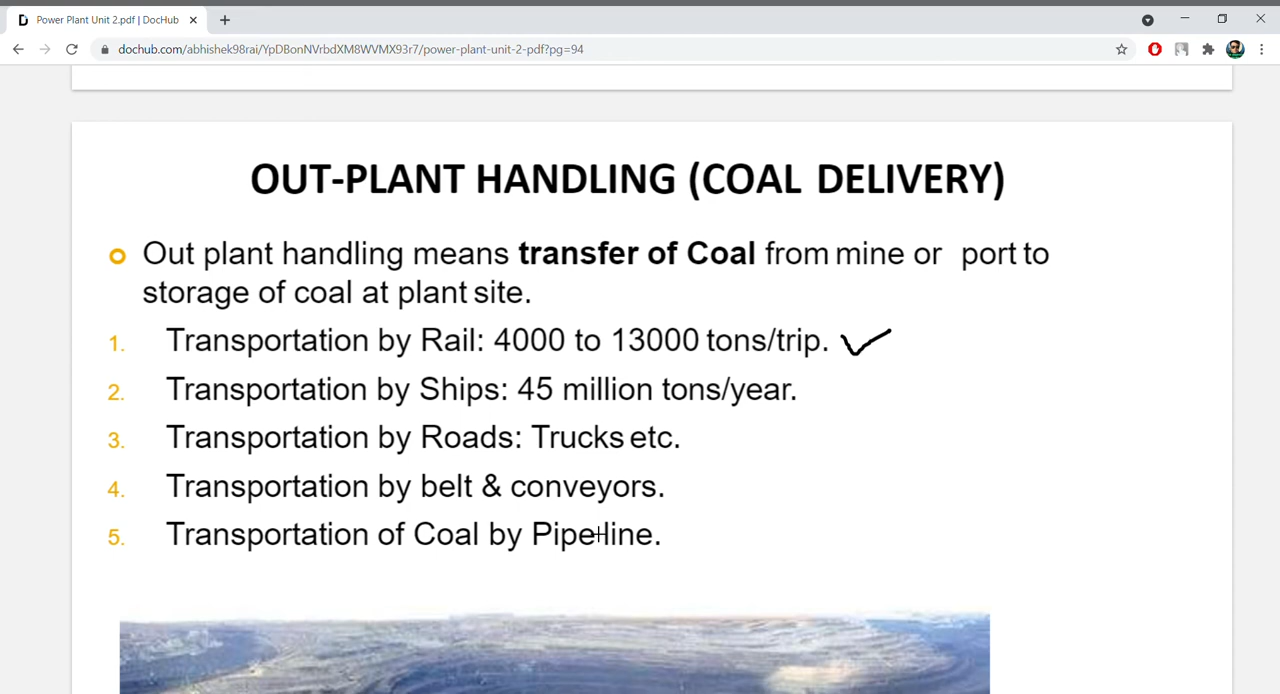 Power Plant Unit 2.pdf | DocHub
dochub.com/abhishek98rai/YpDBonNVrbdXM8WVMX93r7/power-plant-unit-2-pdf?pg=94
OUT-PLANT HANDLING (COAL DELIVERY)
Out plant handling means transfer of Coal from mine or port to
storage of coal at plant site.
1. Transportation by Rail: 4000 to 13000 tons/trip.
2. Transportation by Ships: 45 million tons/year.
3. Transportation by Roads: Trucks etc.
4. Transportation by belt & conveyors.
5. Transportation of Coal by Pipeline.